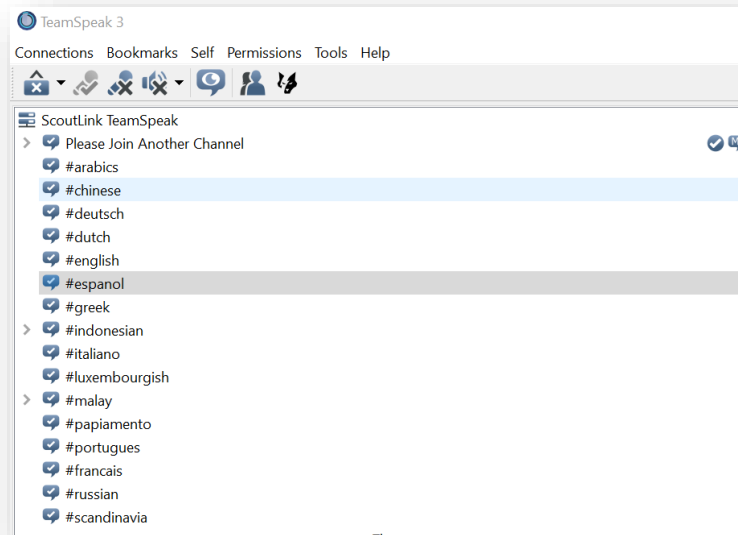 TeamSpeak 3
Connections Bookmarks Self Permissions Tools Help
ScoutLink TeamSpeak
Please Join Another Channel
#arabics
#chinese
#deutsch
#dutch
#english
#espanol
#greek
#indonesian
#italiano
#luxembourgish
#malay
#papiamento
#portugues
#francais
#russian
#scandinavia